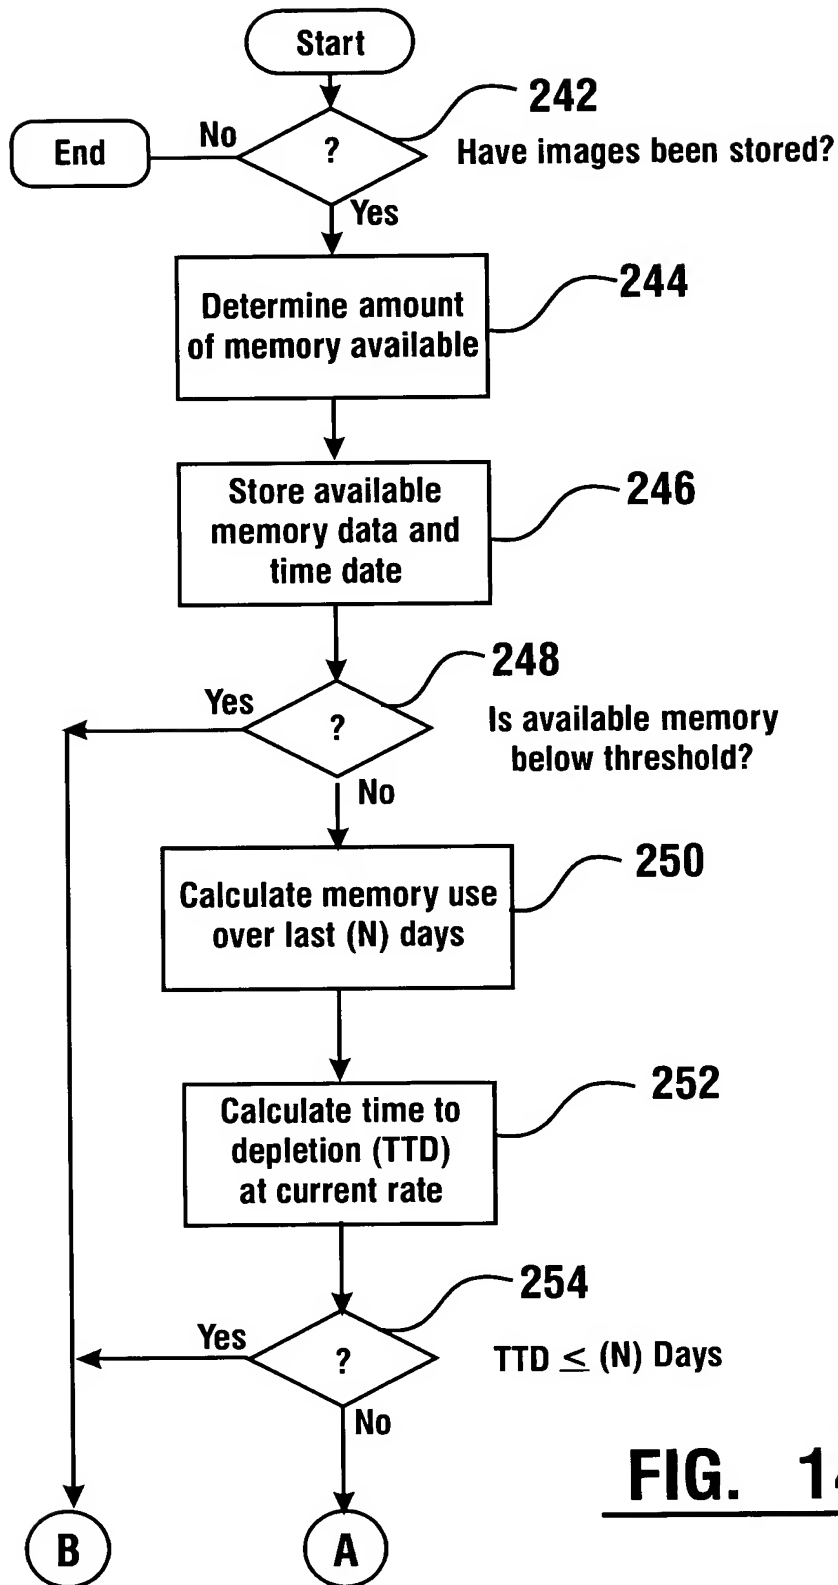 Start
242
?
Have images been stored?
No
End
Yes
Determine amount
of memory available
244
Store available
memory data and
time date
246
248
Yes
?
Is available memory
below threshold?
No
Calculate memory use
over last (N) days
250
Calculate time to
depletion (TTD)
at current rate
252
254
Yes
?
TTD ≤ (N) Days
No
FIG. 14
B
A